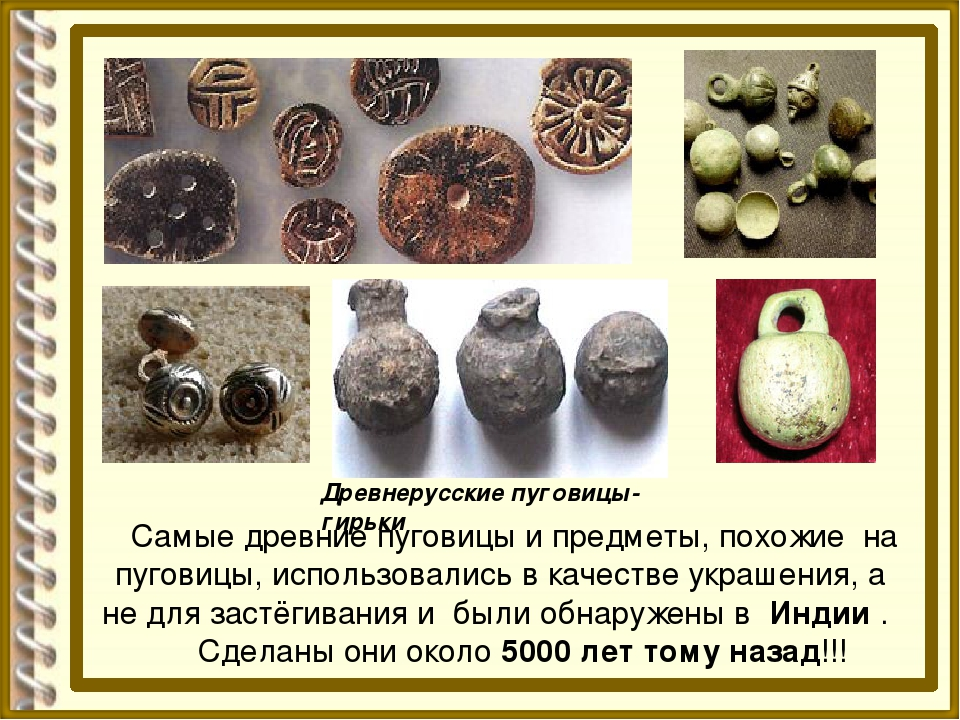 Древнерусские пуговицы-
гирьки
Самые древние пуговицы и предметы, похожие на
пуговицы, использовались в качестве украшения, а
не для застёгивания и были обнаружены в Индии .
Сделаны они около 5000 лет тому назад!!!